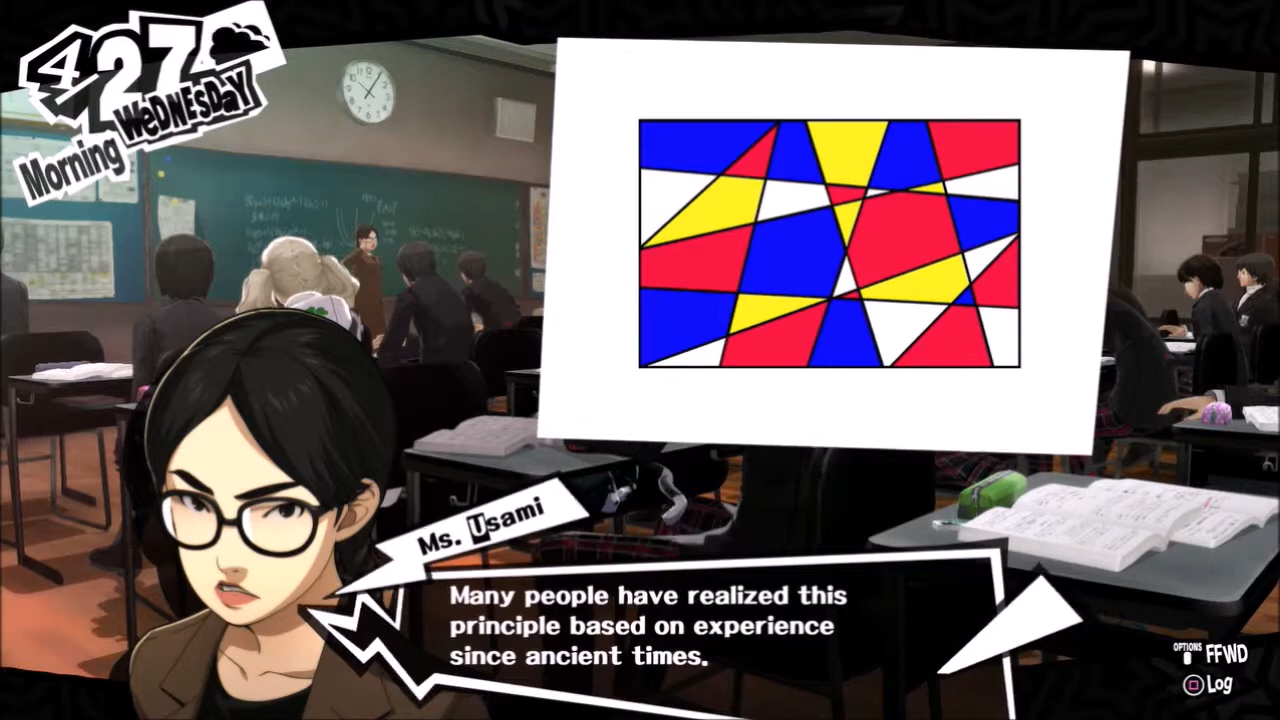 4 27
WeDNESDaY
Morning
Ms. Usami
Many people have realized this
principle based on experience
since ancient times.
OPTIONS
FFWD
Log